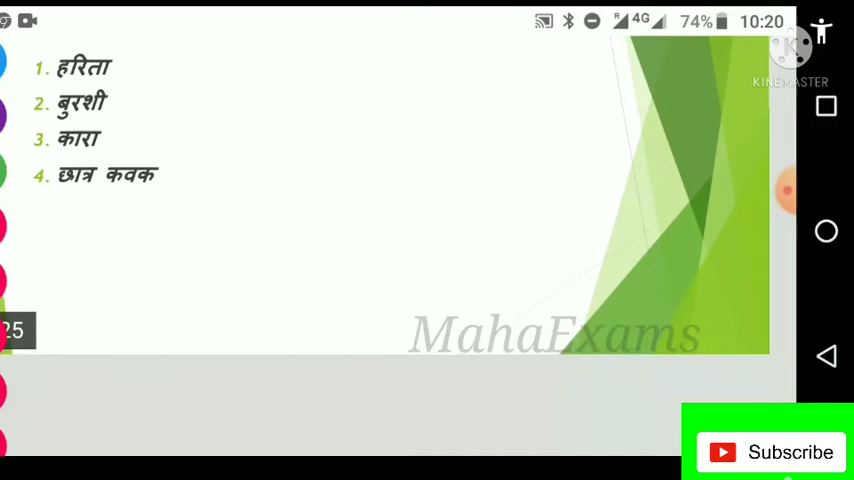 R 4G 74% 10:20
K
KINEMASTER
1. हरिता
2. बुरशी
3. कारा
4. छात्र कवक
25
MahaExams
Subscribe